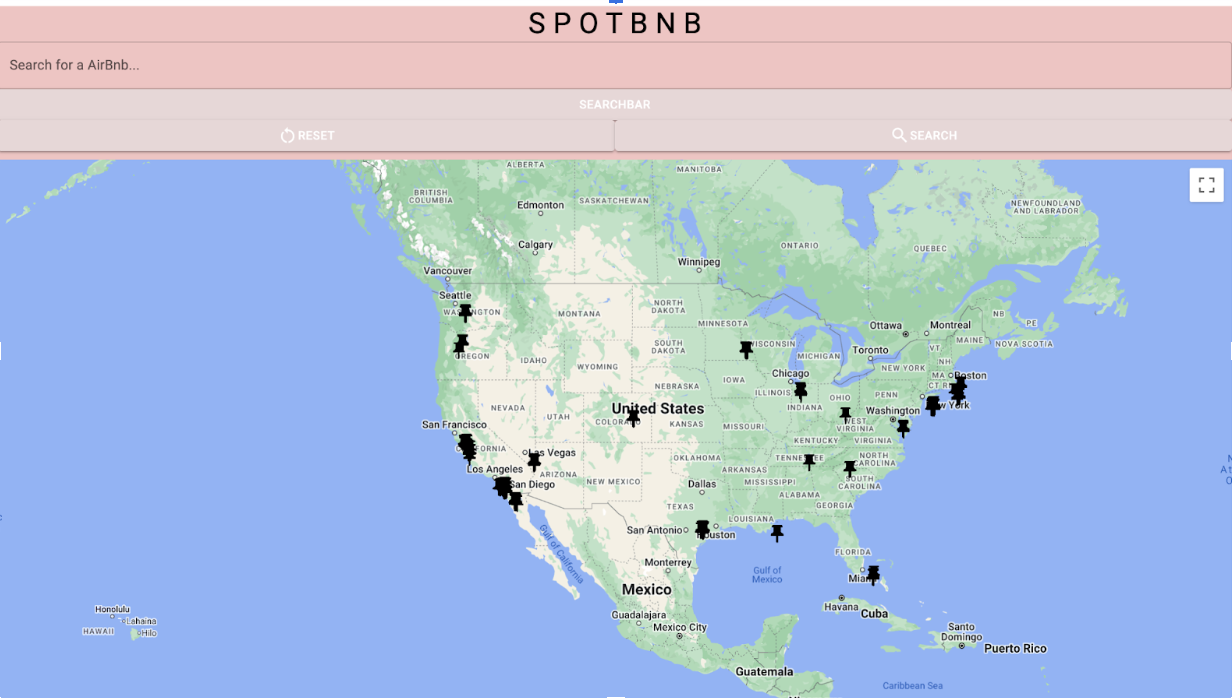 SPOTBNB
Search for a AirBnb...
SEARCHBAR
RESET
SEARCH
ALBERTA
MANITOBA
BRITISH
COLUMBIA
Edmonton
SASKATCHEWAN
NEWFOUNDLAND
AND LABRADOR
Calgary
ONTARIO
QUEBEC
Vancouver
Winnipeg
Seattle
WASHINGTON
MONTANA
NORTH
DAKOTA
MINNESOTA
Ottawa
Montreal
NB
PE
NOVA SCOTIA
MAINE
OREGON
IDAHO
SOUTH
DAKOTA
WISCONSIN
MICHIGAN
Toronto
VT
NH
WYOMING
NEW YORK
MA
Boston
CT
RI
Chicago
IOWA
NEBRASKA
ILLINOIS
INDIANA
OHIO
PENN
New York
NEVADA
UTAH
COLORADO
United States
KANSAS
MISSOURI
WEST
VIRGINIA
Washington
San Francisco
CALIFORNIA
KENTUCKY
VIRGINIA
Las Vegas
OKLAHOMA
TENNESSEE
NORTH
CAROLINA
Los Angeles
ARIZONA
NEW MEXICO
ARKANSAS
MISSISSIPPI
SOUTH
CAROLINA
San Diego
Dallas
ALABAMA
GEORGIA
TEXAS
LOUISIANA
San Antonio
Houston
Gulf of California
FLORIDA
Monterrey
Gulf of
Mexico
Miami
Mexico
Havana
Cuba
Honolulu
Lahaina
HAWAII
Hilo
Guadalajara
Mexico City
Santo
Domingo
Puerto Rico
Guatemala
Caribbean Sea